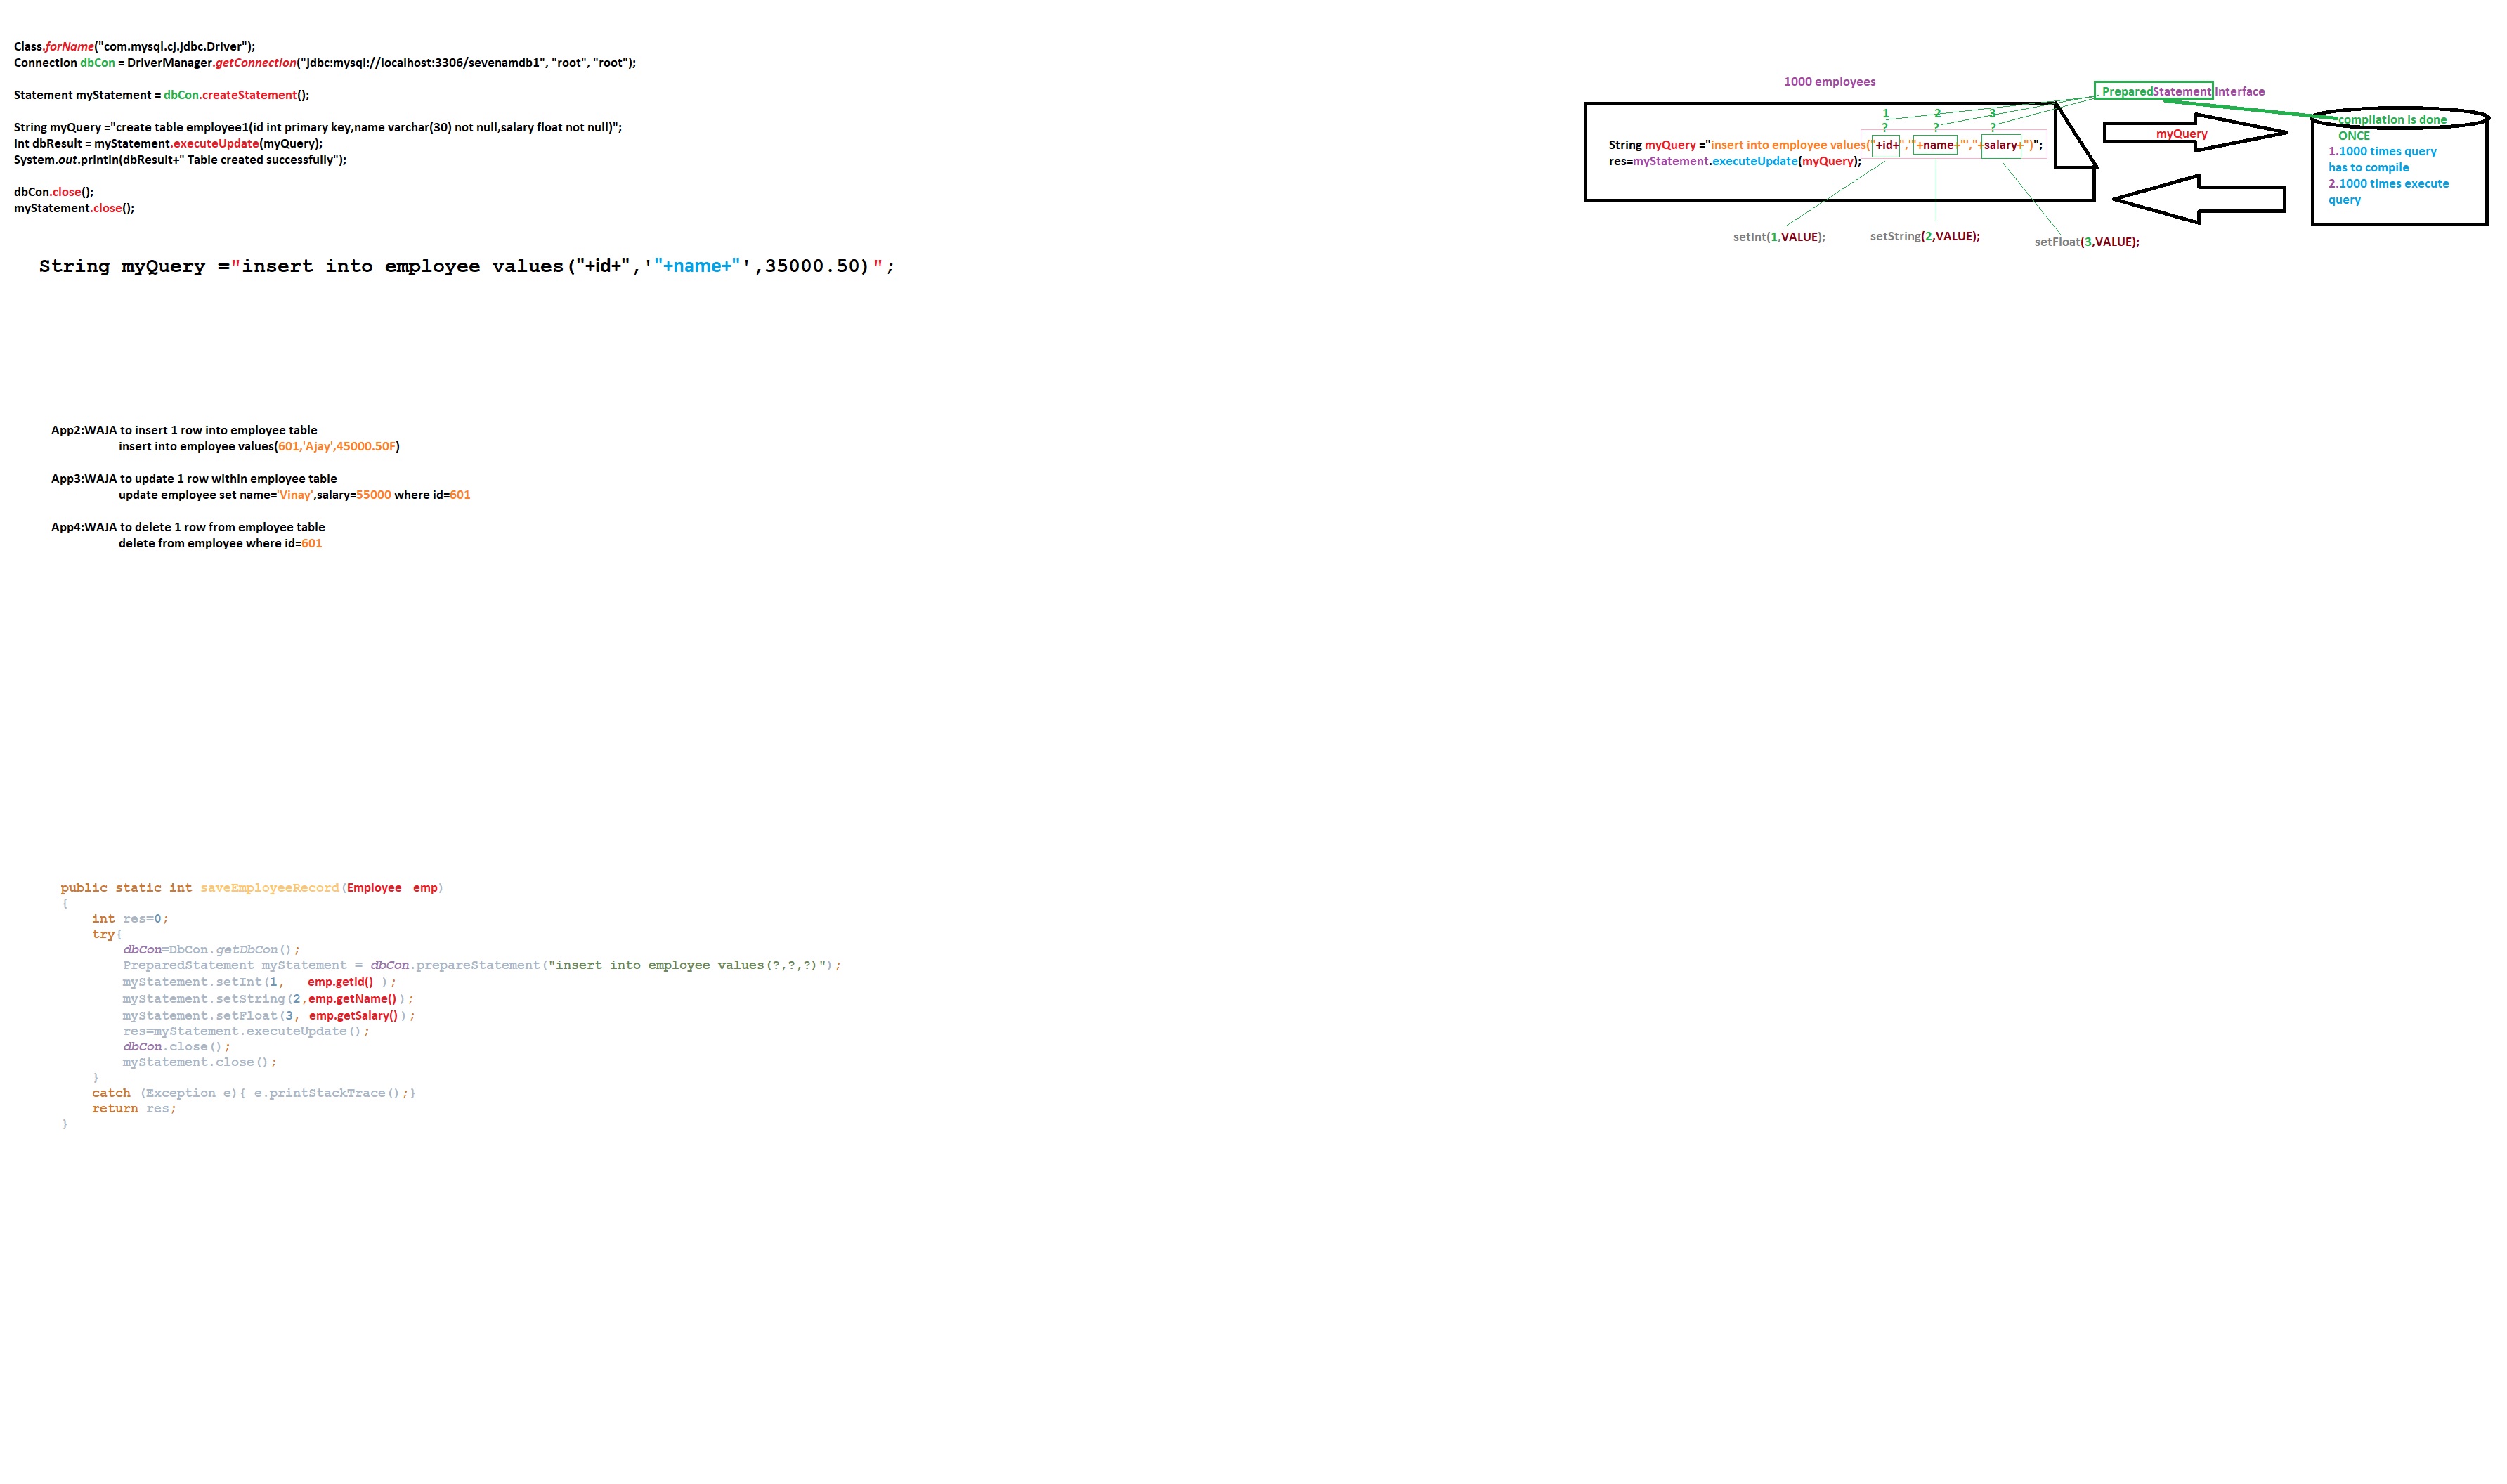 Class.forName("com.mysql.cj.jdbc.Driver");
Connection dbCon = DriverManager.getConnection("jdbc:mysql://localhost:3306/sevenamdb1", "root", "root");
Statement myStatement = dbCon.createStatement();
String myQuery ="create table employee1(id int primary key,name varchar(30) not null,salary float not null)";
int dbResult = myStatement.executeUpdate(myQuery);
System.out.println(dbResult+" Table created successfully");
dbCon.close();
myStatement.close();
String myQuery ="insert into employee values("+id+",'"+name+"',35000.50)";
1000 employees
PreparedStatement interface
1 2 3
? ? ?
String myQuery ="insert into employee values("+id+",'"+name+"',"+salary+")";
res=myStatement.executeUpdate(myQuery);
setInt(1,VALUE);
setString(2,VALUE);
setFloat(3,VALUE);
myQuery
compilation is done
ONCE
1.1000 times query
has to compile
2.1000 times execute
query
App2:WAJA to insert 1 row into employee table
insert into employee values(601,'Ajay',45000.50F)
App3:WAJA to update 1 row within employee table
update employee set name='Vinay',salary=55000 where id=601
App4:WAJA to delete 1 row from employee table
delete from employee where id=601
public static int saveEmployeeRecord(Employee emp)
{
int res=0;
try{
dbCon=DbCon.getDbCon();
PreparedStatement myStatement = dbCon.prepareStatement("insert into employee values(?,?,?)");
myStatement.setInt(1, emp.getId() );
myStatement.setString(2,emp.getName());
myStatement.setFloat(3, emp.getSalary());
res=myStatement.executeUpdate();
dbCon.close();
myStatement.close();
}
catch (Exception e){ e.printStackTrace();}
return res;
}